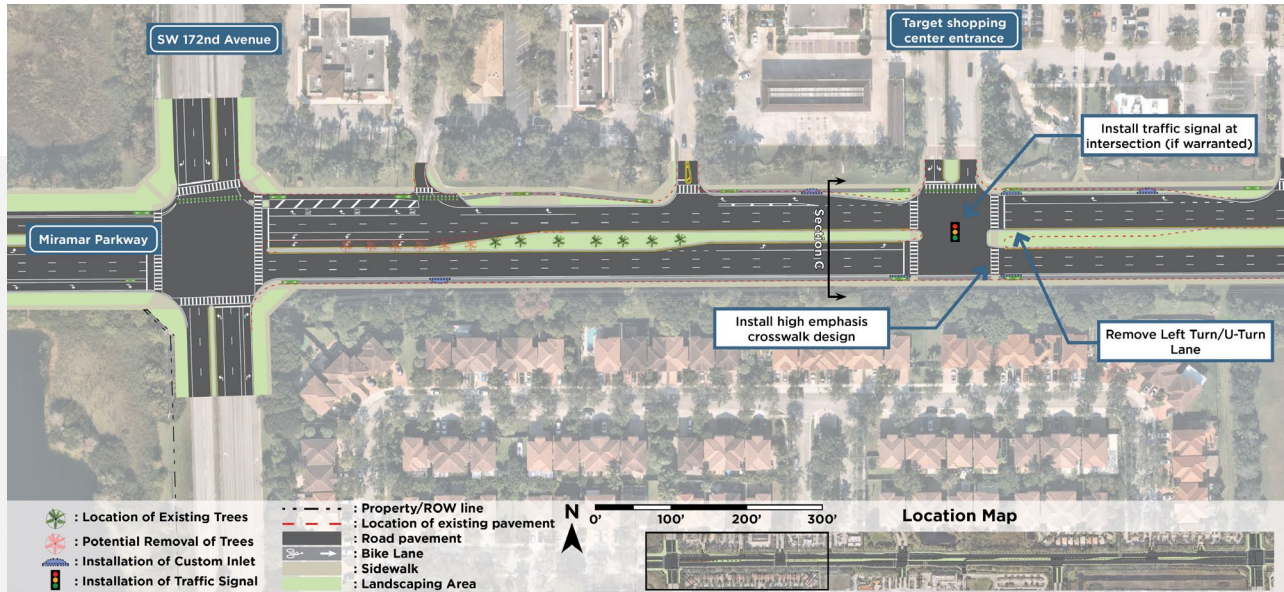 SW 172nd Avenue
Target shopping
center entrance
Install traffic signal at
intersection (if warranted)
Miramar Parkway
Section C
Install high emphasis
crosswalk design
Remove Left Turn/U-Turn
Lane
: Location of Existing Trees
: Potential Removal of Trees
: Installation of Custom Inlet
: Installation of Traffic Signal
: Property/ROW line
: Location of existing pavement
: Road pavement
: Bike Lane
: Sidewalk
: Landscaping Area
N
0' 100' 200' 300'
Location Map